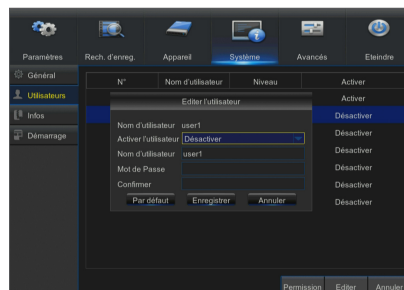 Paramètres Rech. d'enreg. Appareil Système Avancés Eteindre
Général
Utilisateurs
Infos
Démarrage
N° Nom d'utilisateur Niveau Activer
Activer
Désactiver
Désactiver
Désactiver
Désactiver
Désactiver
Désactiver
Editer l'utilisateur
Nom d'utilisateur user1
Activer l'utilisateur Désactiver
Nom d'utilisateur user1
Mot de Passe
Confirmer
Par défaut Enregistrer Annuler
Permission Editer Annuler